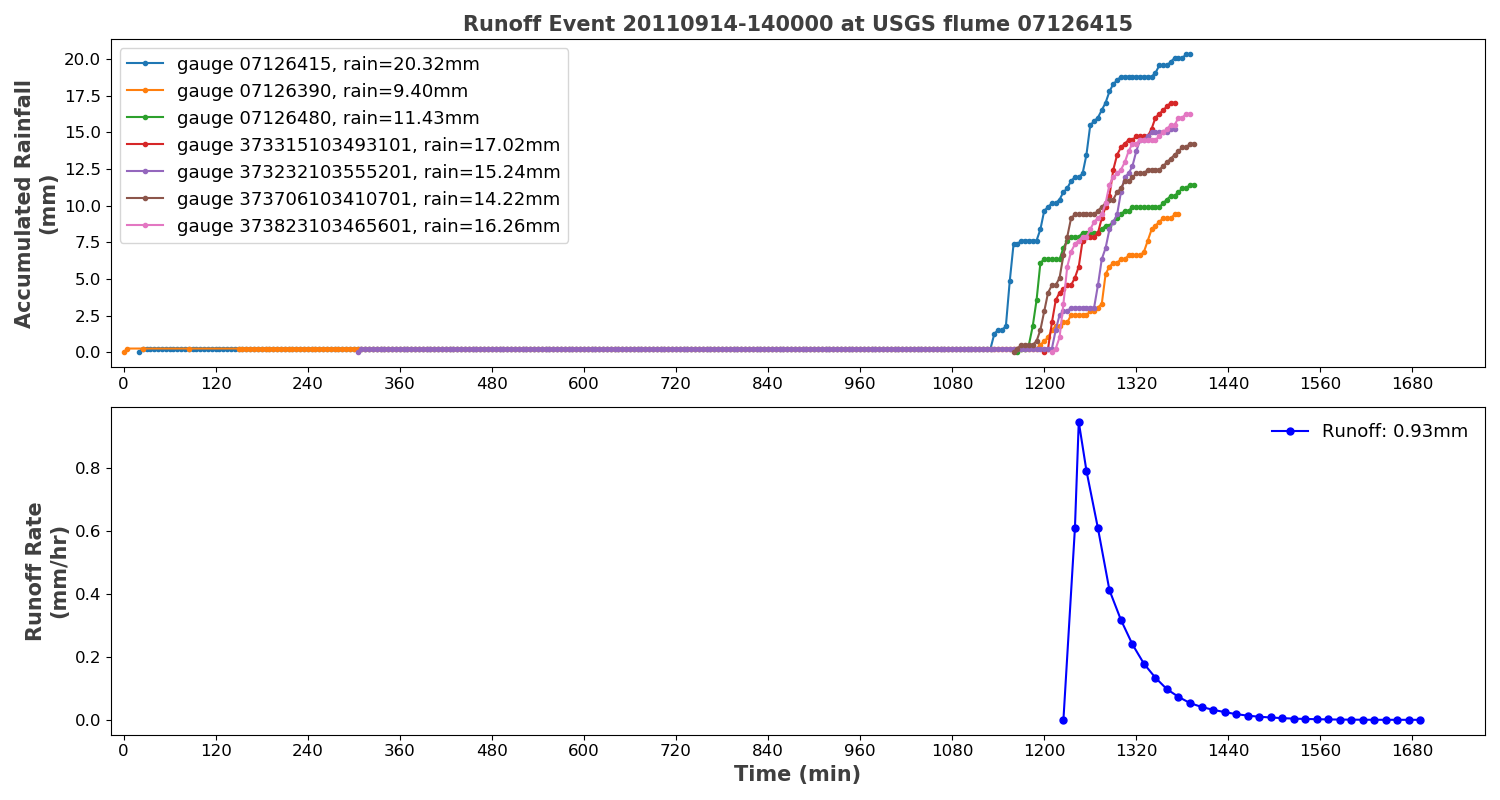 Runoff Event 20110914-140000 at USGS flume 07126415
Accumulated Rainfall
(mm)
20.0
17.5
15.0
12.5
10.0
7.5
5.0
2.5
0.0
gauge 07126415, rain=20.32mm
gauge 07126390, rain=9.40mm
gauge 07126480, rain=11.43mm
gauge 373315103493101, rain=17.02mm
gauge 373232103555201, rain=15.24mm
gauge 373706103410701, rain=14.22mm
gauge 373823103465601, rain=16.26mm
0 120 240 360 480 600 720 840 960 1080 1200 1320 1440 1560 1680
Runoff Rate
(mm/hr)
0.8
0.6
0.4
0.2
0.0
Runoff: 0.93mm
0 120 240 360 480 600 720 840 960 1080 1200 1320 1440 1560 1680
Time (min)